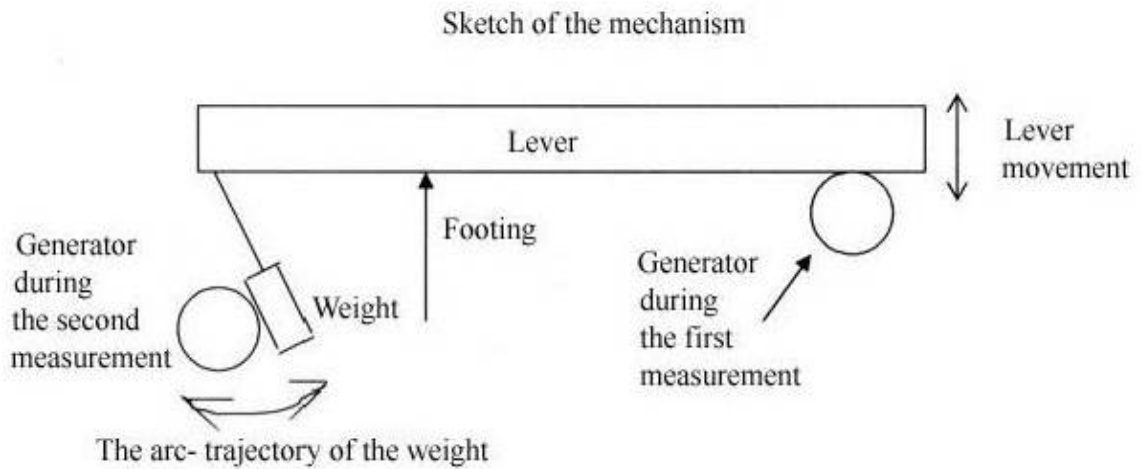 Sketch of the mechanism
Lever
Lever
movement
Footing
Generator
during
the second
measurement
Weight
Generator
during
the first
measurement
The arc- trajectory of the weight